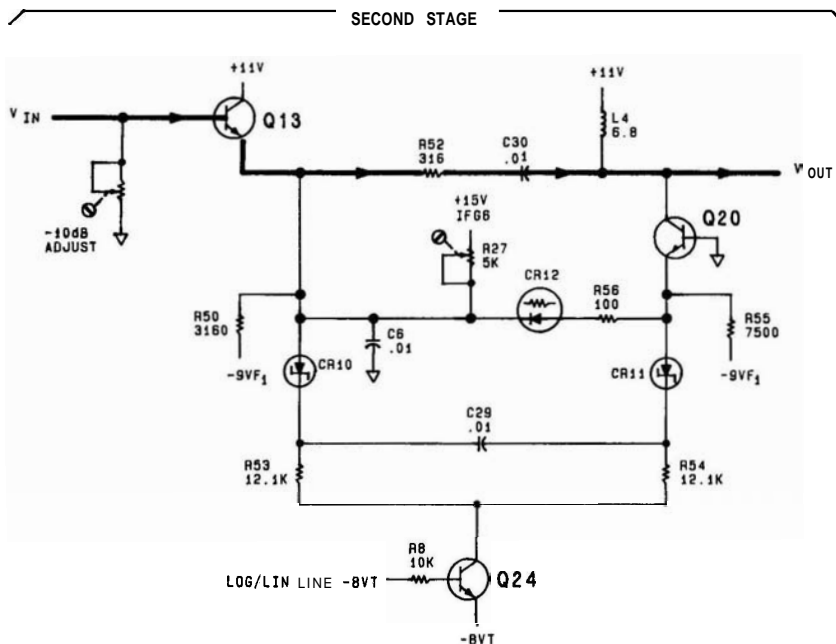 SECOND STAGE
+11V
+11V
V IN
Q13
L4
6.8
R52
316
C30
.01
V OUT
+15V
IFG6
Q20
-10dB
ADJUST
R27
5K
CR12
R56
100
R50
3160
R55
7500
C6
.01
-9VF1
CR10
CR11
-9VF1
C29
.01
R53
12.1K
R54
12.1K
R8
10K
LOG/LIN LINE -8VT
Q24
-8VT